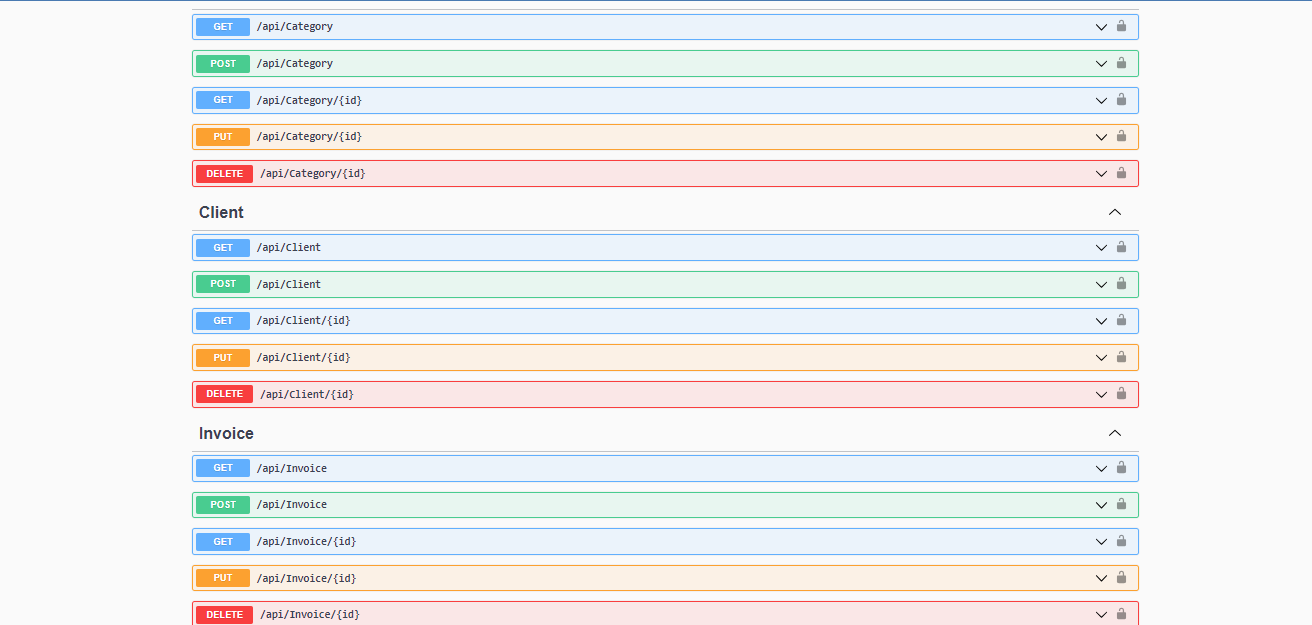 GET /api/Category
POST /api/Category
GET /api/Category/{id}
PUT /api/Category/{id}
DELETE /api/Category/{id}
Client
GET /api/Client
POST /api/Client
GET /api/Client/{id}
PUT /api/Client/{id}
DELETE /api/Client/{id}
Invoice
GET /api/Invoice
POST /api/Invoice
GET /api/Invoice/{id}
PUT /api/Invoice/{id}
DELETE /api/Invoice/{id}